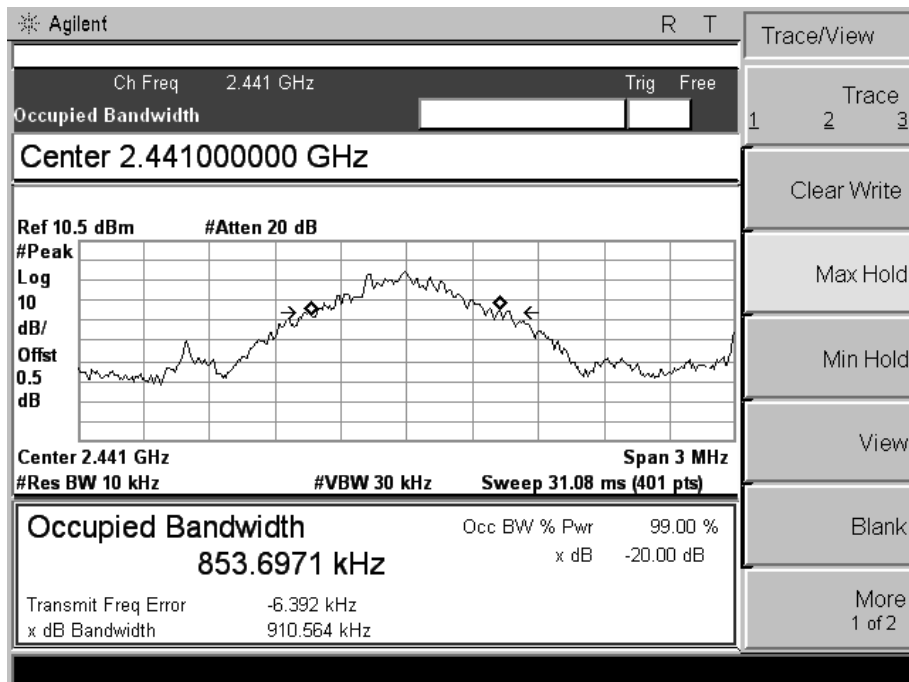 Agilent R T
Trace/View
Ch Freq 2.441 GHz Trig Free
Occupied Bandwidth
Trace
1 2 3
Center 2.441000000 GHz
Clear Write
Ref 10.5 dBm #Atten 20 dB
#Peak
Log
10
dB/
Offst
0.5
dB
Max Hold
Min Hold
Center 2.441 GHz Span 3 MHz
#Res BW 10 kHz #VBW 30 kHz Sweep 31.08 ms (401 pts)
View
Occupied Bandwidth Occ BW % Pwr 99.00 %
853.6971 kHz x dB -20.00 dB
Blank
Transmit Freq Error -6.392 kHz
x dB Bandwidth 910.564 kHz
More
1 of 2